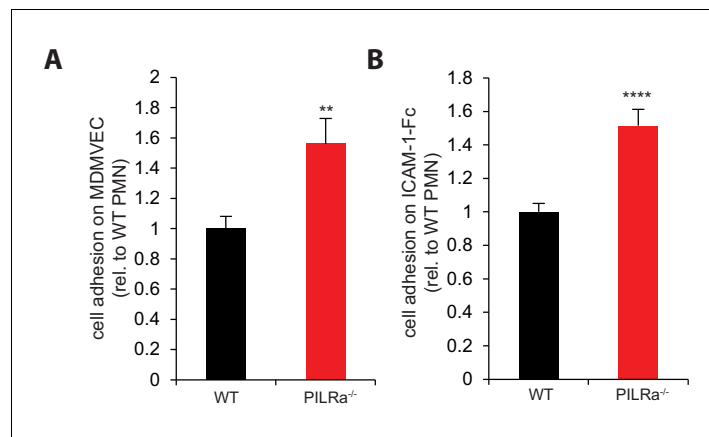 A
cell adhesion on MDMVEC
(rel. to WT PMN)
2
1.8
1.6
1.4
1.2
1
0.8
0.6
0.4
0.2
0
**
WT
PILRa-/-
B
cell adhesion on ICAM-1-Fc
(rel. to WT PMN)
1.8
1.6
1.4
1.2
1
0.8
0.6
0.4
0.2
0
****
WT
PILRa-/-